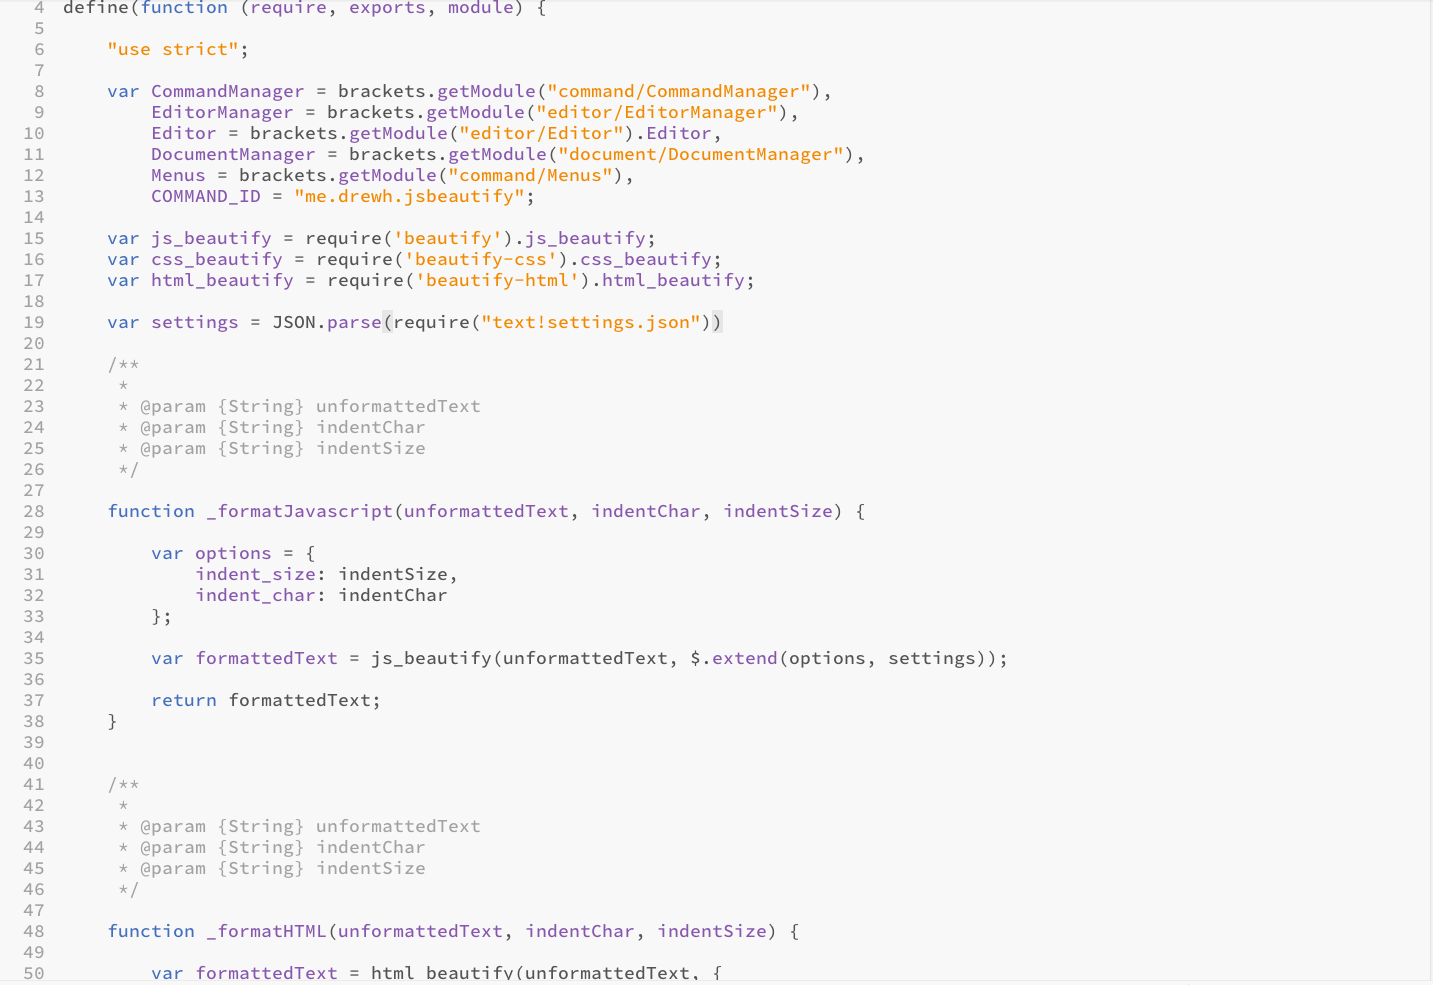 4 define(function (require, exports, module) {
5
6     "use strict";
7
8     var CommandManager = brackets.getModule("command/CommandManager"),
9         EditorManager = brackets.getModule("editor/EditorManager"),
10         Editor = brackets.getModule("editor/Editor").Editor,
11         DocumentManager = brackets.getModule("document/DocumentManager"),
12         Menus = brackets.getModule("command/Menus"),
13         COMMAND_ID = "me.drewh.jsbeautify";
14
15     var js_beautify = require('beautify').js_beautify;
16     var css_beautify = require('beautify-css').css_beautify;
17     var html_beautify = require('beautify-html').html_beautify;
18
19     var settings = JSON.parse(require("text!settings.json"))
20
21     /**
22      *
23      * @param {String} unformattedText
24      * @param {String} indentChar
25      * @param {String} indentSize
26      */
27
28     function _formatJavascript(unformattedText, indentChar, indentSize) {
29
30         var options = {
31             indent_size: indentSize,
32             indent_char: indentChar
33         };
34
35         var formattedText = js_beautify(unformattedText, $.extend(options, settings));
36
37         return formattedText;
38     }
39
40
41     /**
42      *
43      * @param {String} unformattedText
44      * @param {String} indentChar
45      * @param {String} indentSize
46      */
47
48     function _formatHTML(unformattedText, indentChar, indentSize) {
49
50         var formattedText = html_beautify(unformattedText, {